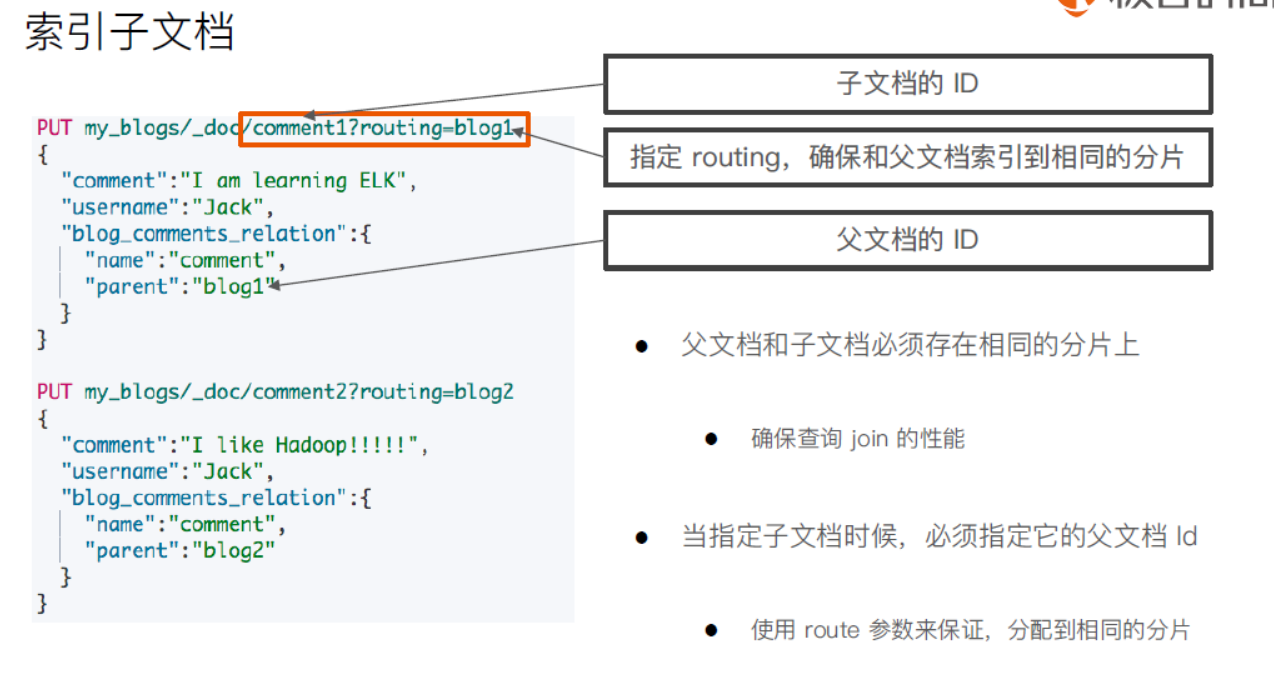 索引子文档
PUT my_blogs/_doc/comment1?routing=blog1
{
"comment":"I am learning ELK",
"username":"Jack",
"blog_comments_relation":{
"name":"comment",
"parent":"blog1"
}
}
PUT my_blogs/_doc/comment2?routing=blog2
{
"comment":"I like Hadoop!!!!!",
"username":"Jack",
"blog_comments_relation":{
"name":"comment",
"parent":"blog2"
}
}
子文档的 ID
指定 routing，确保和父文档索引到相同的分片
父文档的 ID
● 父文档和子文档必须存在相同的分片上
● 确保查询 join 的性能
● 当指定子文档时候，必须指定它的父文档 Id
● 使用 route 参数来保证，分配到相同的分片